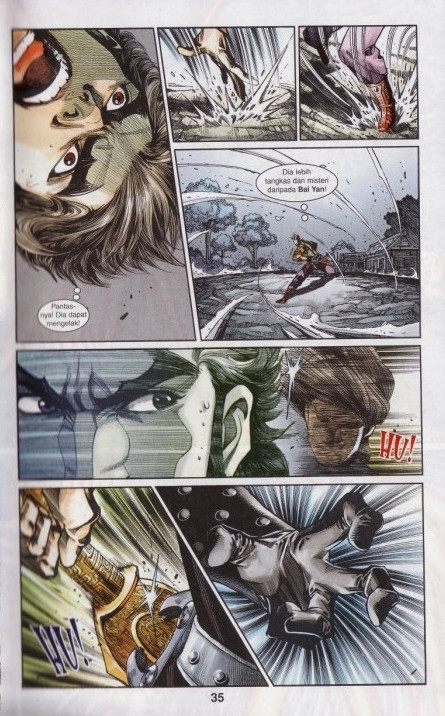 Pantas-
nya! Dia dapat
mengelak!
Dia lebih
tangkas dan misteri
daripada Bai Yan!
HU!
HU!
35